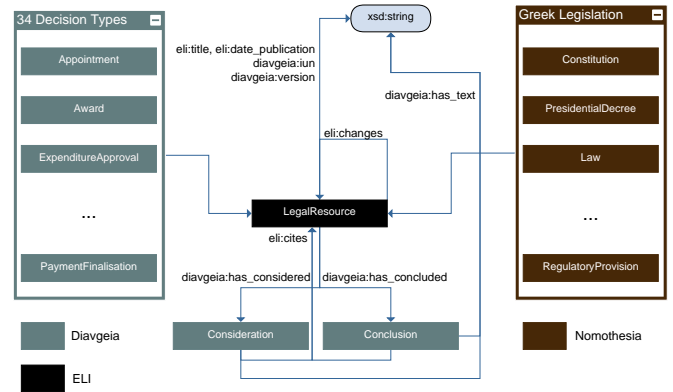 34 Decision Types
Appointment
Award
ExpenditureApproval
...
PaymentFinalisation
xsd:string
eli:title, eli:date_publication
diavgeia:iun
diavgeia:version
diavgeia:has_text
eli:changes
LegalResource
eli:cites
diavgeia:has_considered
diavgeia:has_concluded
Consideration
Conclusion
Greek Legislation
Constitution
PresidentialDecree
Law
...
RegulatoryProvision
Diavgeia
ELI
Nomothesia